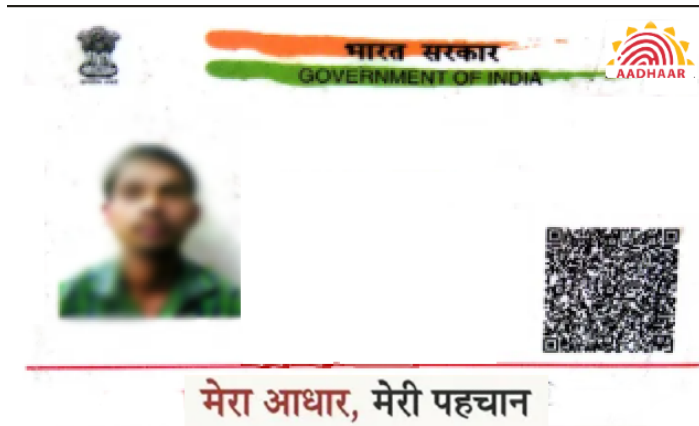 भारत सरकार
GOVERNMENT OF INDIA
AADHAAR
मेरा आधार, मेरी पहचान